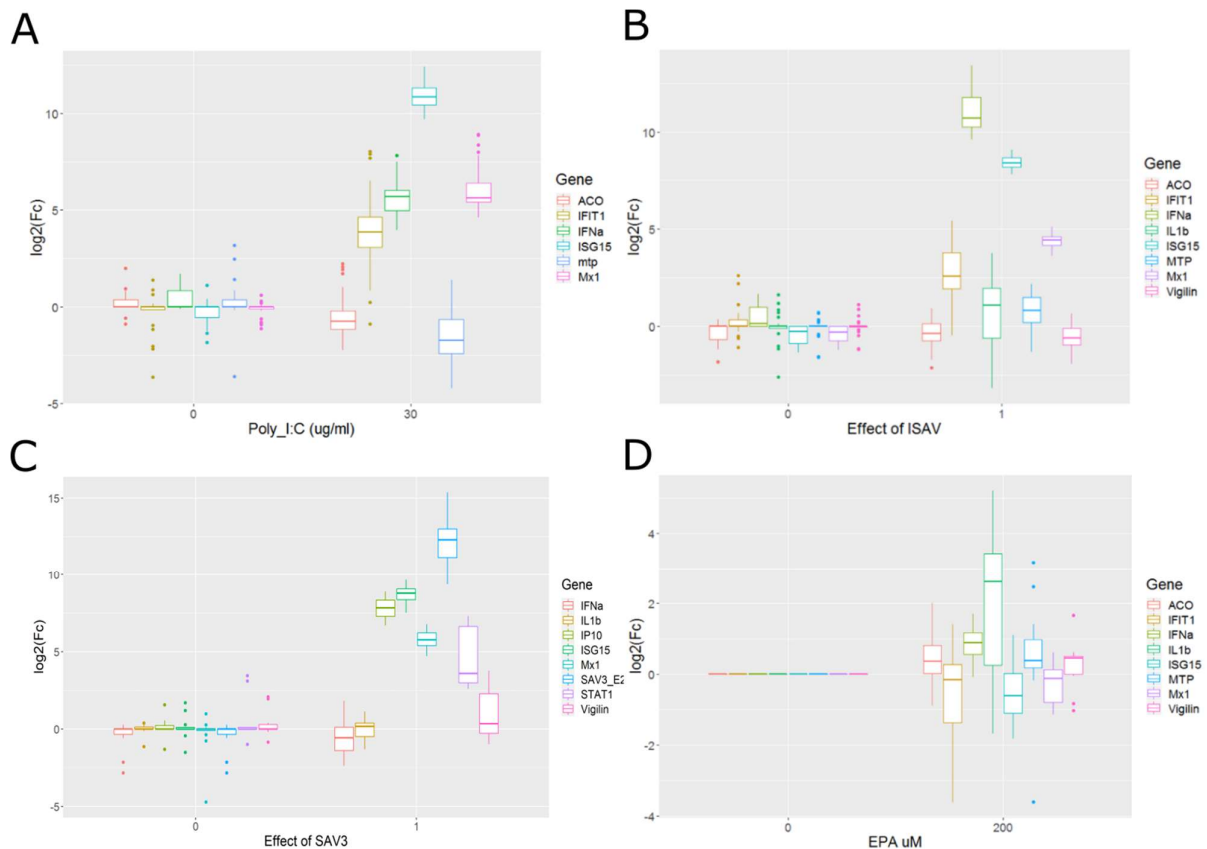 A
log2(Fc)
10
5
0
-5
0
30
Poly_I:C (ug/ml)
Gene
ACO
IFIT1
IFNa
ISG15
mtp
Mx1
B
log2(Fc)
10
5
0
0
1
Effect of ISAV
Gene
ACO
IFIT1
IFNa
IL1b
ISG15
MTP
Mx1
Vigilin
C
log2(Fc)
15
10
5
0
-5
0
1
Effect of SAV3
Gene
IFNa
IL1b
IP10
ISG15
Mx1
SAV3_E2
STAT1
Vigilin
D
log2(Fc)
4
2
0
-2
-4
0
200
EPA uM
Gene
ACO
IFIT1
IFNa
IL1b
ISG15
MTP
Mx1
Vigilin